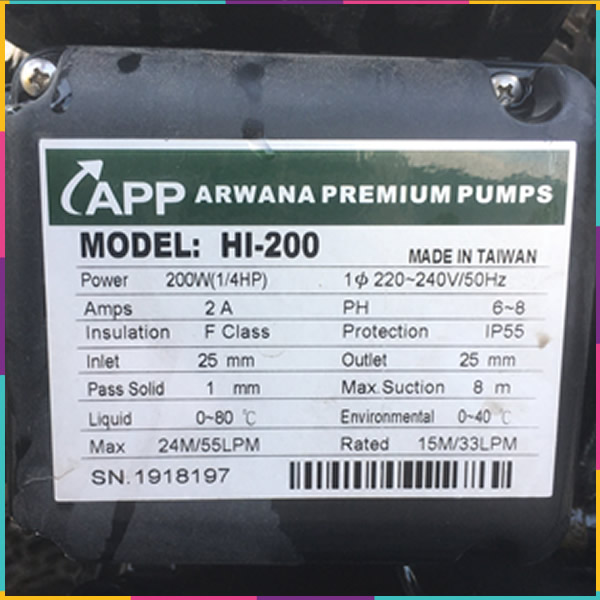 APP ARWANA PREMIUM PUMPS
MODEL: HI-200 MADE IN TAIWAN
Power 200W(1/4HP) 1ϕ 220~240V/50Hz
Amps 2 A PH 6~8
Insulation F Class Protection IP55
Inlet 25 mm Outlet 25 mm
Pass Solid 1 mm Max.Suction 8 m
Liquid 0~80 ℃ Environmental 0~40 ℃
Max 24M/55LPM Rated 15M/33LPM
SN.1918197